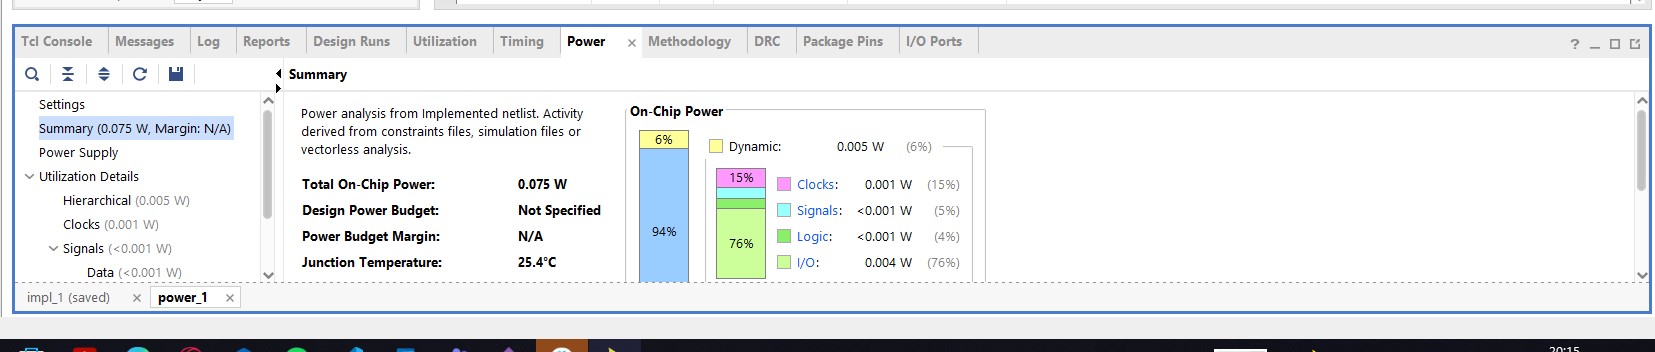 Tcl Console Messages Log Reports Design Runs Utilization Timing Power × Methodology DRC Package Pins I/O Ports ?
Summary
Settings
Summary (0.075 W, Margin: N/A)
Power Supply
Utilization Details
Hierarchical (0.005 W)
Clocks (0.001 W)
Signals (<0.001 W)
Data (<0.001 W)
Power analysis from Implemented netlist. Activity
derived from constraints files, simulation files or
vectorless analysis.
Total On-Chip Power: 0.075 W
Design Power Budget: Not Specified
Power Budget Margin: N/A
Junction Temperature: 25.4°C
On-Chip Power
6%
94%
Dynamic: 0.005 W (6%)
15%
76%
Clocks: 0.001 W (15%)
Signals: <0.001 W (5%)
Logic: <0.001 W (4%)
I/O: 0.004 W (76%)
impl_1 (saved) × power_1 ×
20:15